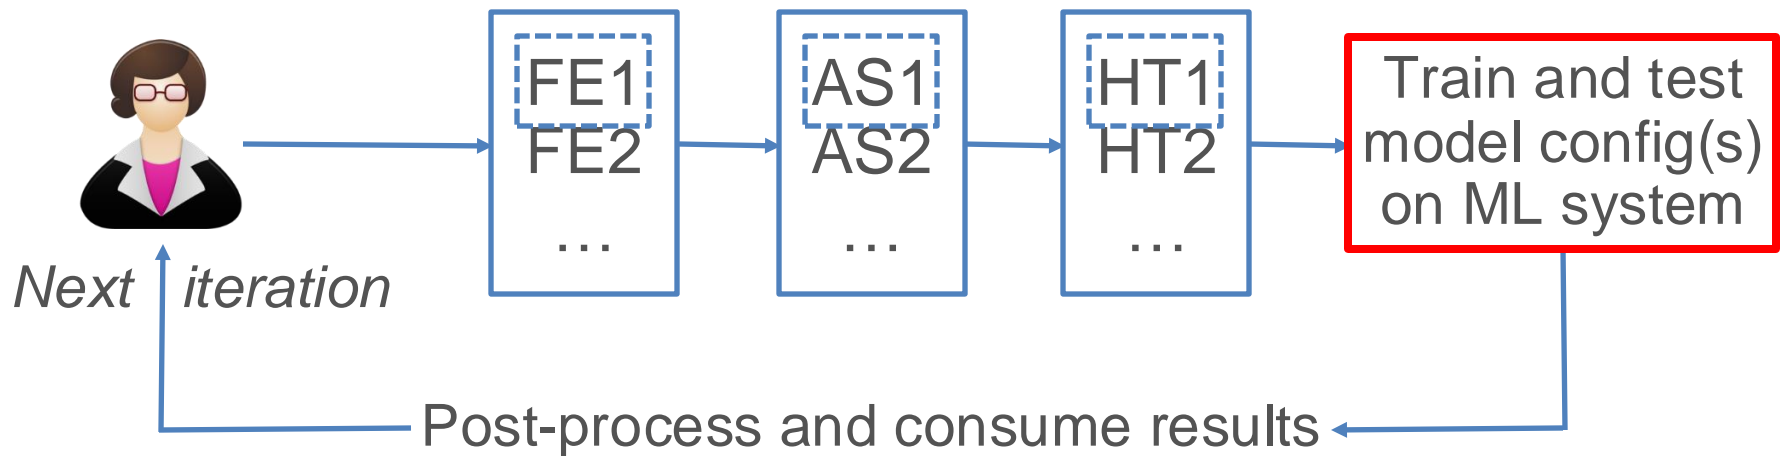 FE1
FE2
…
AS1
AS2
…
HT1
HT2
…
Train and test
model config(s)
on ML system
Next iteration
Post-process and consume results